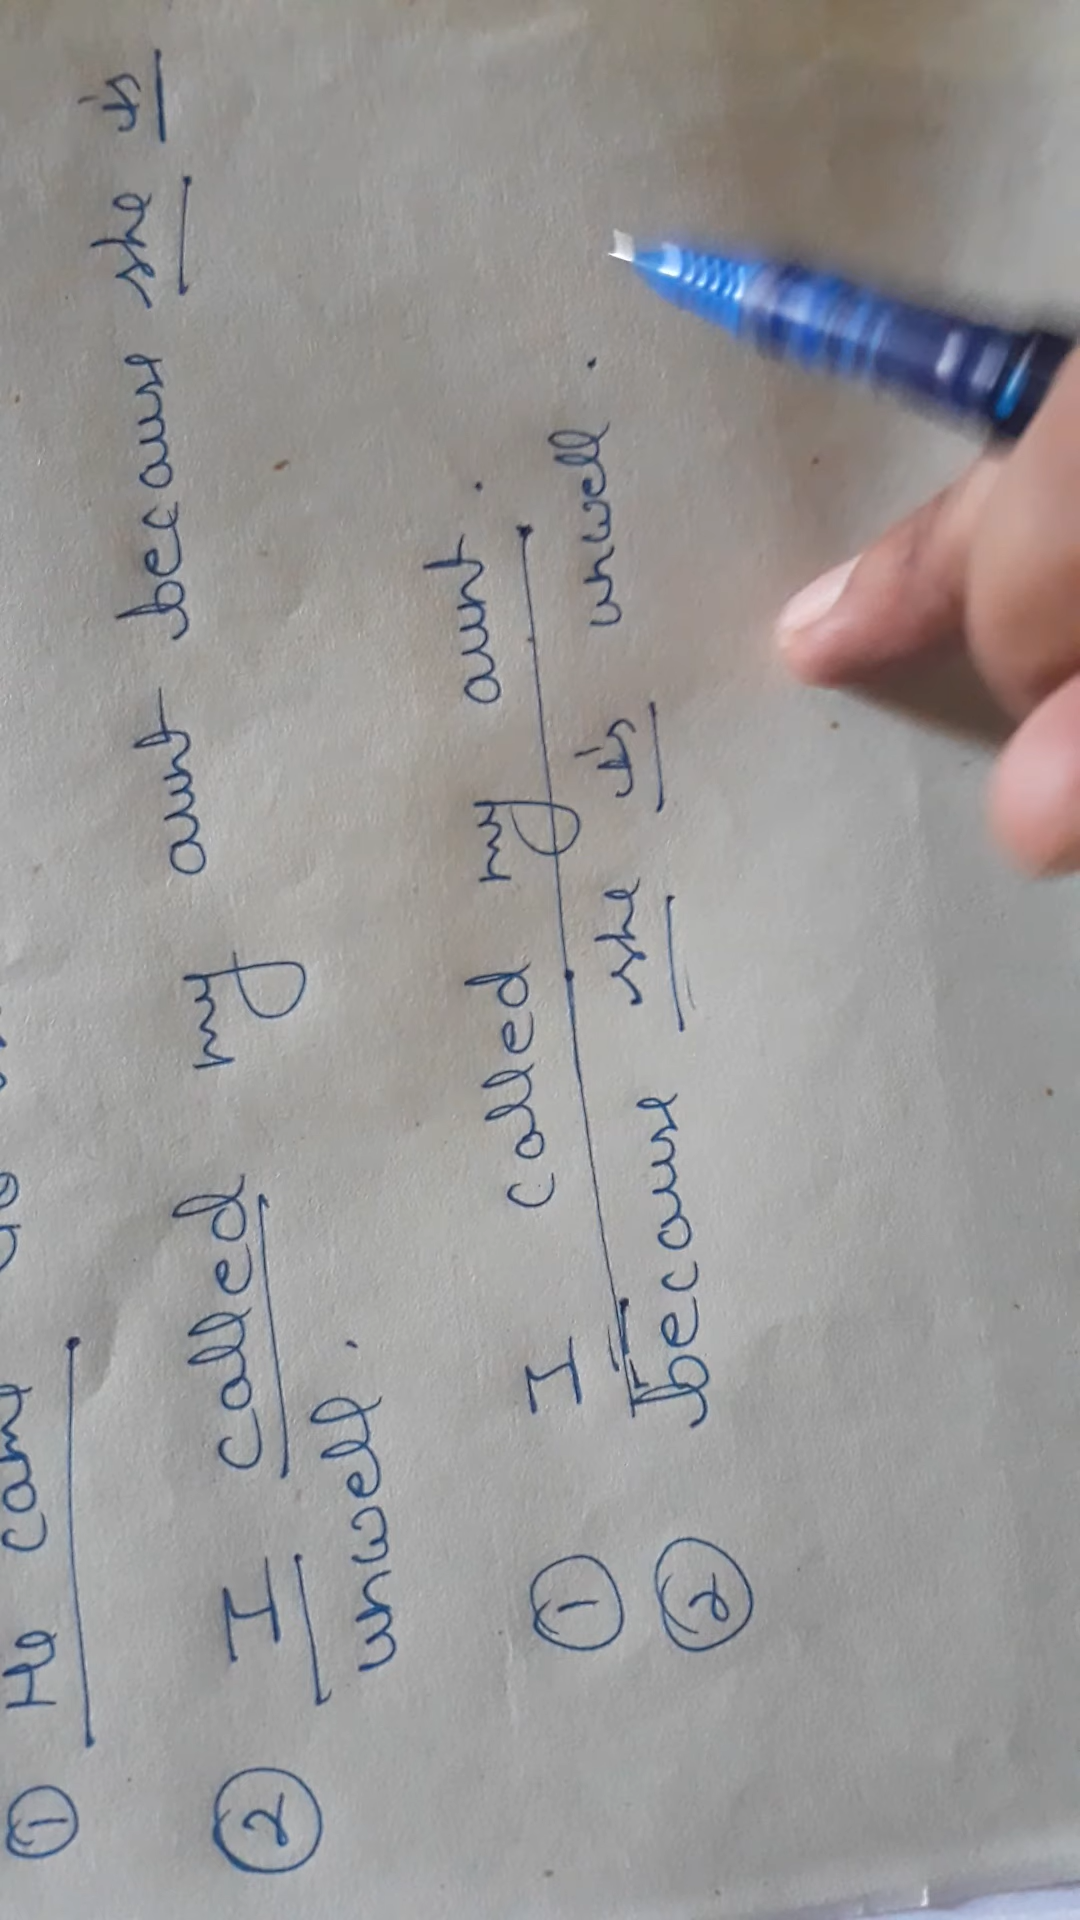 ① He came
② I called my aunt because she is
unwell.
① I called my aunt.
② because she is unwell.